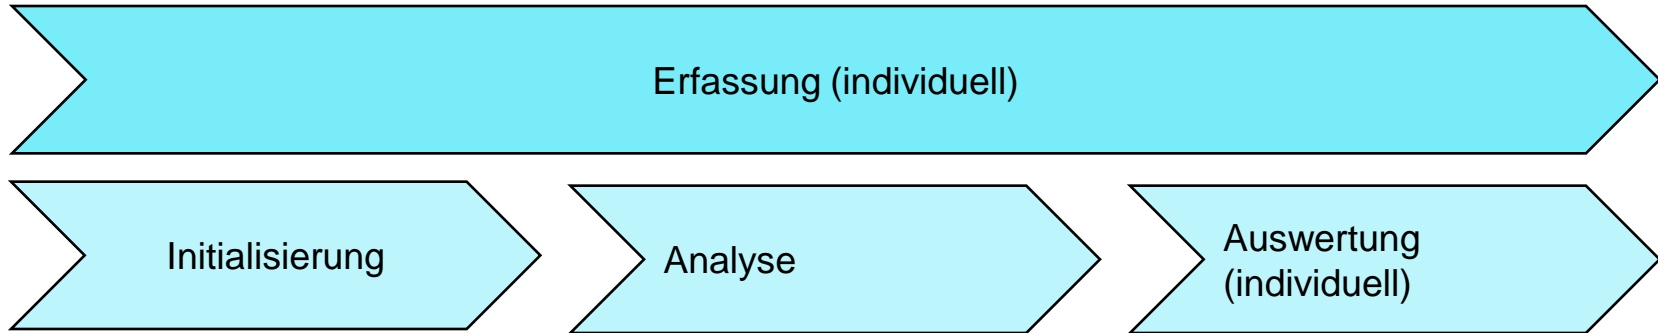 Erfassung (individuell)
Initialisierung
Analyse
Auswertung
(individuell)